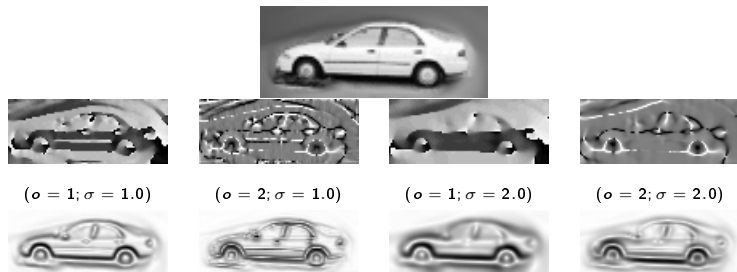 (o = 1; σ = 1.0) (o = 2; σ = 1.0) (o = 1; σ = 2.0) (o = 2; σ = 2.0)